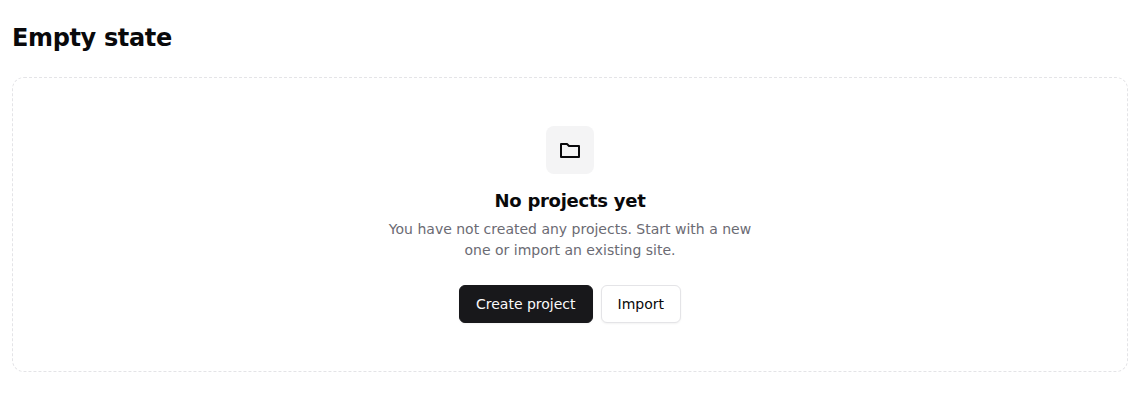 Empty state
No projects yet
You have not created any projects. Start with a new
one or import an existing site.
Create project
Import